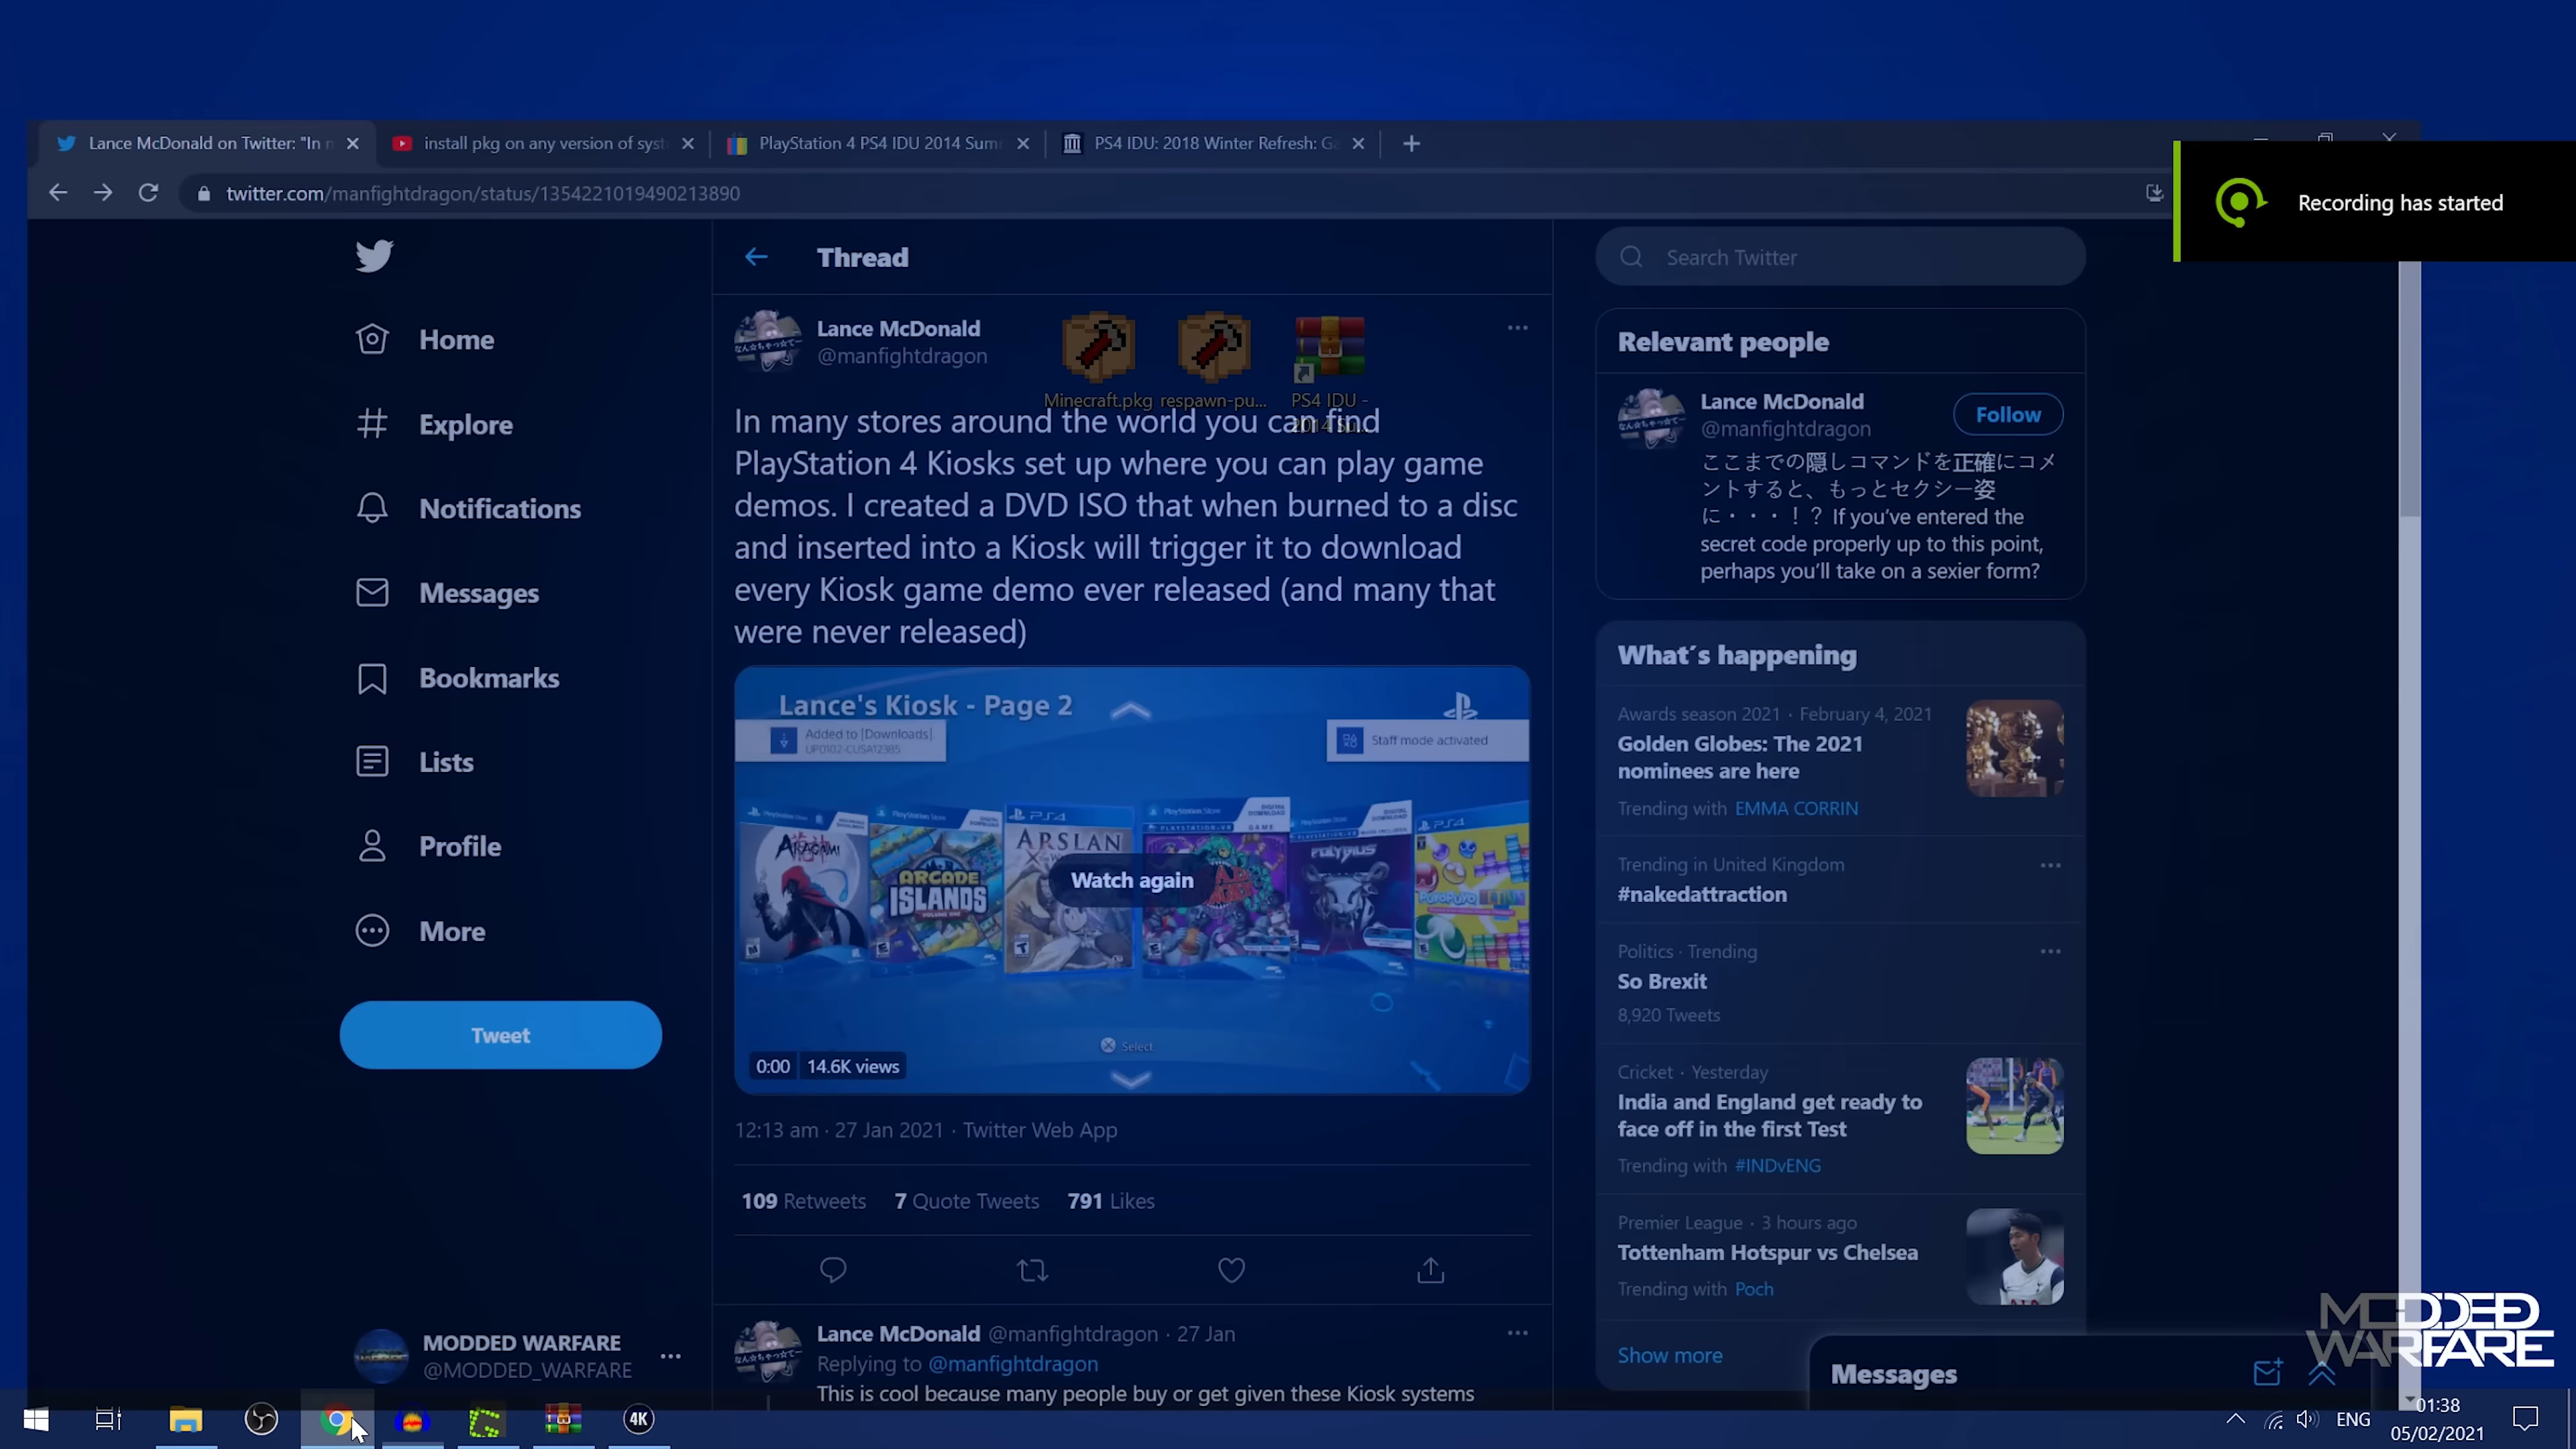 Lance McDonald on Twitter: "In n
install pkg on any version of syst
PlayStation 4 PS4 IDU 2014 Sum
PS4 IDU: 2018 Winter Refresh: Ga
twitter.com/manfightdragon/status/1354221019490213890
Recording has started
Home
Explore
Notifications
Messages
Bookmarks
Lists
Profile
More
Tweet
MODDED WARFARE
@MODDED_WARFARE
Thread
Lance McDonald
@manfightdragon
Minecraft.pkg
respawn-pu...
PS4 IDU -
2014 Su...
In many stores around the world you can find
PlayStation 4 Kiosks set up where you can play game
demos. I created a DVD ISO that when burned to a disc
and inserted into a Kiosk will trigger it to download
every Kiosk game demo ever released (and many that
were never released)
Lance's Kiosk - Page 2
Added to [Downloads]
UP0102-CUSA12385
Staff mode activated
ARAGAMI
ARCADE
ISLANDS
PS4
ARSLAN
POLYBIUS
PS4
PuyoPuyo
Watch again
Select
0:00
14.6K views
12:13 am · 27 Jan 2021 · Twitter Web App
109 Retweets 7 Quote Tweets 791 Likes
Lance McDonald @manfightdragon · 27 Jan
Replying to @manfightdragon
This is cool because many people buy or get given these Kiosk systems
Search Twitter
Relevant people
Lance McDonald
@manfightdragon
Follow
ここまでの隠しコマンドを正確にコメ
ントすると、もっとセクシー姿
に・・・！？ If you've entered the
secret code properly up to this point,
perhaps you'll take on a sexier form?
What´s happening
Awards season 2021 · February 4, 2021
Golden Globes: The 2021
nominees are here
Trending with EMMA CORRIN
Trending in United Kingdom
#nakedattraction
Politics · Trending
So Brexit
8,920 Tweets
Cricket · Yesterday
India and England get ready to
face off in the first Test
Trending with #INDvENG
Premier League · 3 hours ago
Tottenham Hotspur vs Chelsea
Trending with Poch
Show more
Messages
MODDED
WARFARE
4K
ENG
01:38
05/02/2021